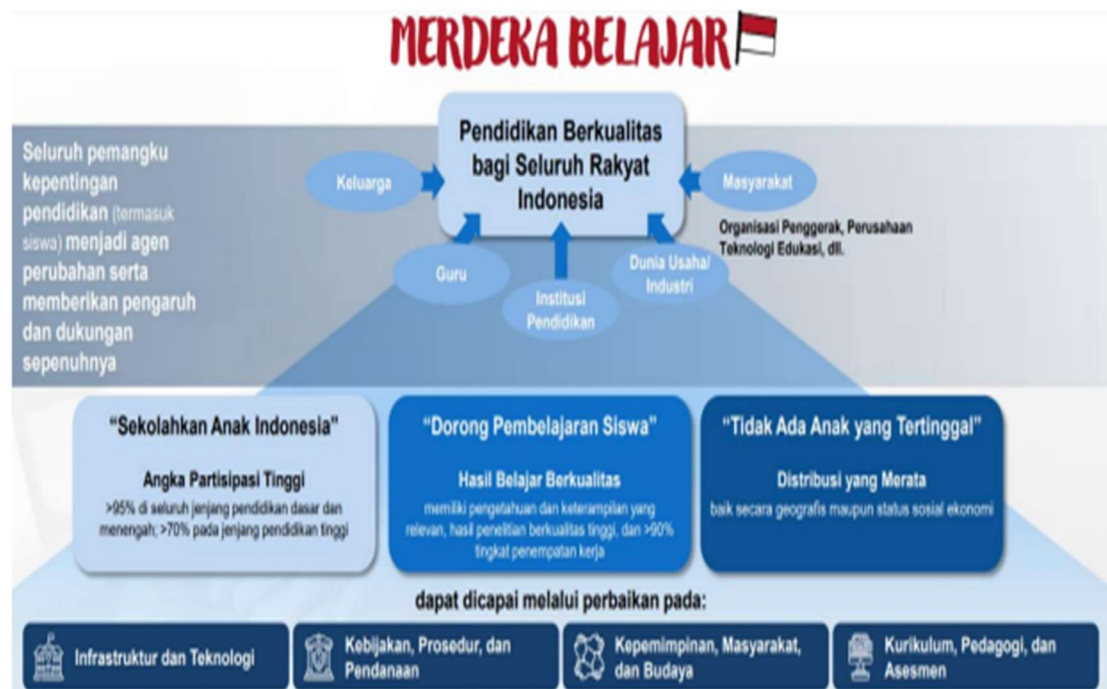 MERDEKA BELAJAR
Pendidikan Berkualitas
bagi Seluruh Rakyat
Indonesia
Seluruh pemangku
kepentingan
pendidikan (termasuk
siswa) menjadi agen
perubahan serta
memberikan pengaruh
dan dukungan
sepenuhnya
Keluarga
Guru
Institusi
Pendidikan
Dunia Usaha/
Industri
Masyarakat
Organisasi Penggerak, Perusahaan
Teknologi Edukasi, dll.
“Sekolahkan Anak Indonesia”
Angka Partisipasi Tinggi
>95% di seluruh jenjang pendidikan dasar dan
menengah; >70% pada jenjang pendidikan tinggi
“Dorong Pembelajaran Siswa”
Hasil Belajar Berkualitas
memiliki pengetahuan dan keterampilan yang
relevan, hasil penelitian berkualitas tinggi, dan >90%
tingkat penempatan kerja
“Tidak Ada Anak yang Tertinggal”
Distribusi yang Merata
baik secara geografis maupun status sosial ekonomi
dapat dicapai melalui perbaikan pada:
Infrastruktur dan Teknologi
Kebijakan, Prosedur, dan
Pendanaan
Kepemimpinan, Masyarakat,
dan Budaya
Kurikulum, Pedagogi, dan
Asesmen